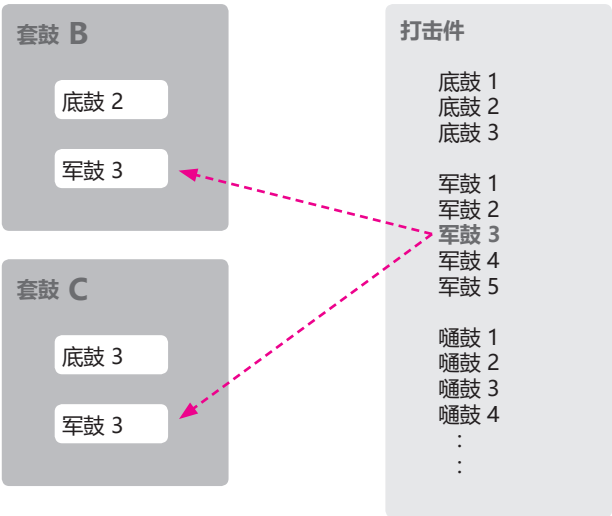 套鼓 B
底鼓 2
军鼓 3
套鼓 C
底鼓 3
军鼓 3
打击件
底鼓 1
底鼓 2
底鼓 3
军鼓 1
军鼓 2
军鼓 3
军鼓 4
军鼓 5
嗵鼓 1
嗵鼓 2
嗵鼓 3
嗵鼓 4
:
: